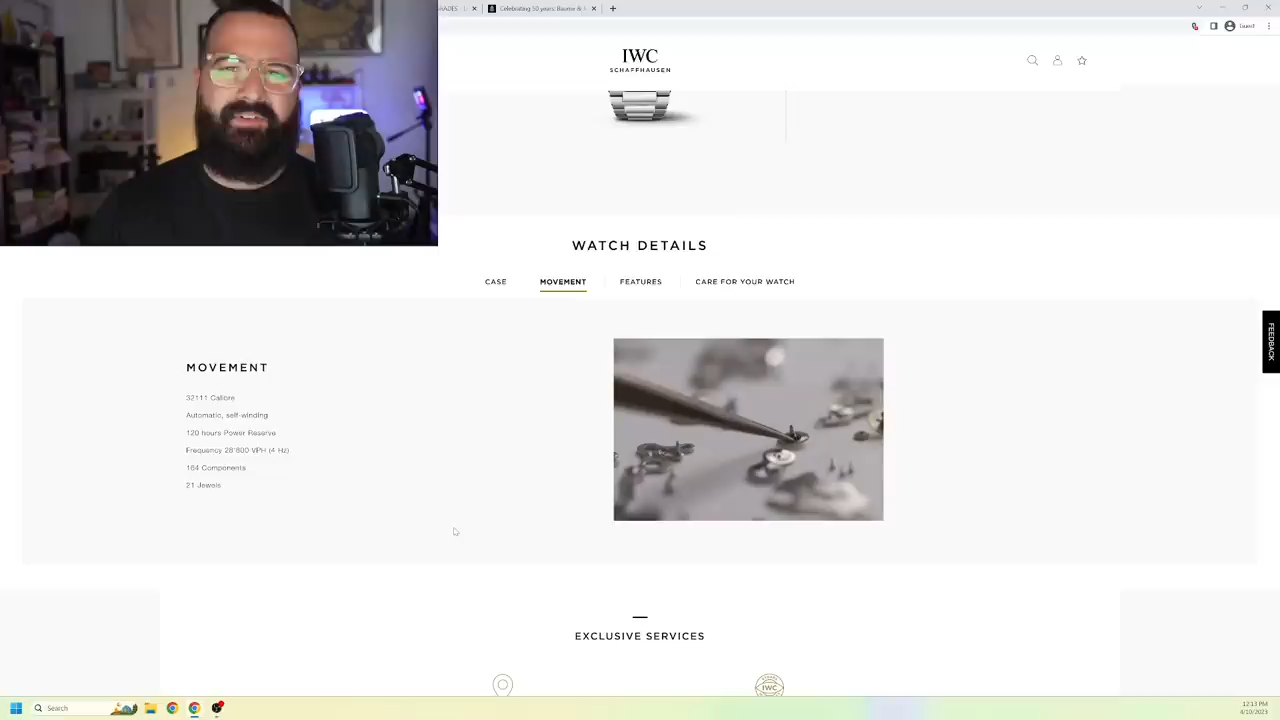 Celebrating 50 years: Baume &
IWC
SCHAFFHAUSEN
WATCH DETAILS
CASE
MOVEMENT
FEATURES
CARE FOR YOUR WATCH
FEEDBACK
MOVEMENT
32111 Calibre
Automatic, self-winding
120 hours Power Reserve
Frequency 28'800 VPH (4 Hz)
164 Components
21 Jewels
EXCLUSIVE SERVICES
IWC
Search
12:13 PM
4/10/2023